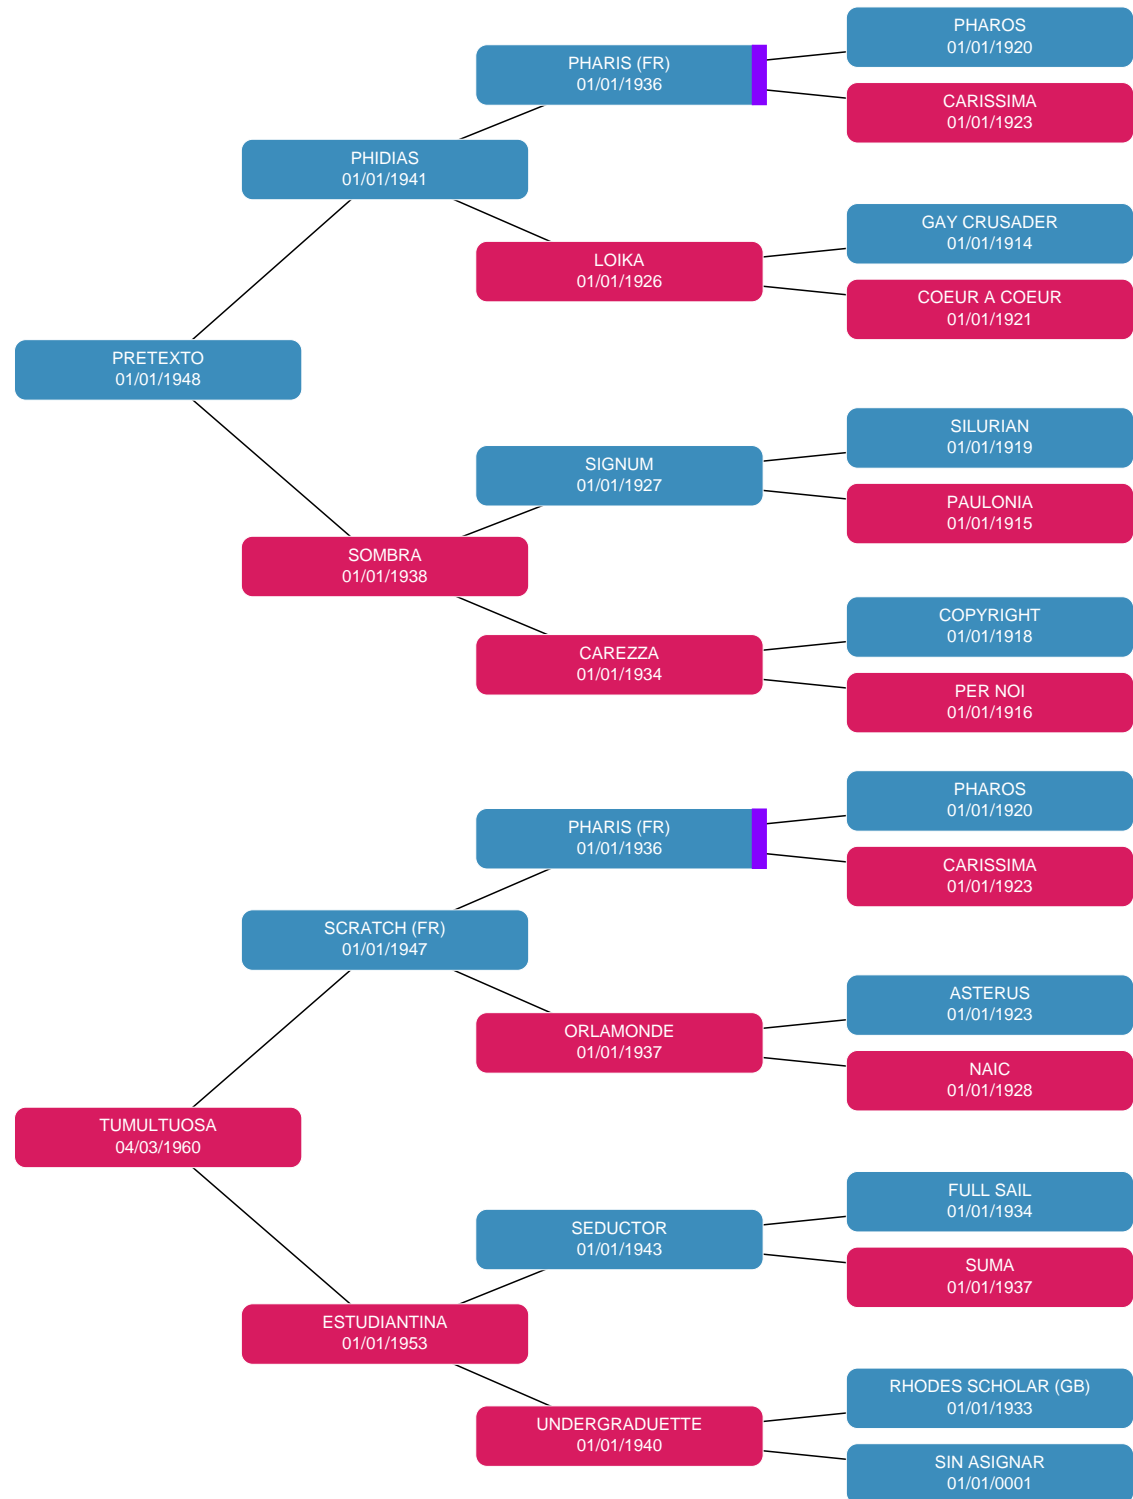 PHAROS
01/01/1920
PHARIS (FR)
01/01/1936
CARISSIMA
01/01/1923
PHIDIAS
01/01/1941
GAY CRUSADER
01/01/1914
LOIKA
01/01/1926
COEUR A COEUR
01/01/1921
PRETEXTO
01/01/1948
SILURIAN
01/01/1919
SIGNUM
01/01/1927
PAULONIA
01/01/1915
SOMBRA
01/01/1938
COPYRIGHT
01/01/1918
CAREZZA
01/01/1934
PER NOI
01/01/1916
PHAROS
01/01/1920
PHARIS (FR)
01/01/1936
CARISSIMA
01/01/1923
SCRATCH (FR)
01/01/1947
ASTERUS
01/01/1923
ORLAMONDE
01/01/1937
NAIC
01/01/1928
TUMULTUOSA
04/03/1960
FULL SAIL
01/01/1934
SEDUCTOR
01/01/1943
SUMA
01/01/1937
ESTUDIANTINA
01/01/1953
RHODES SCHOLAR (GB)
01/01/1933
UNDERGRADUETTE
01/01/1940
SIN ASIGNAR
01/01/0001